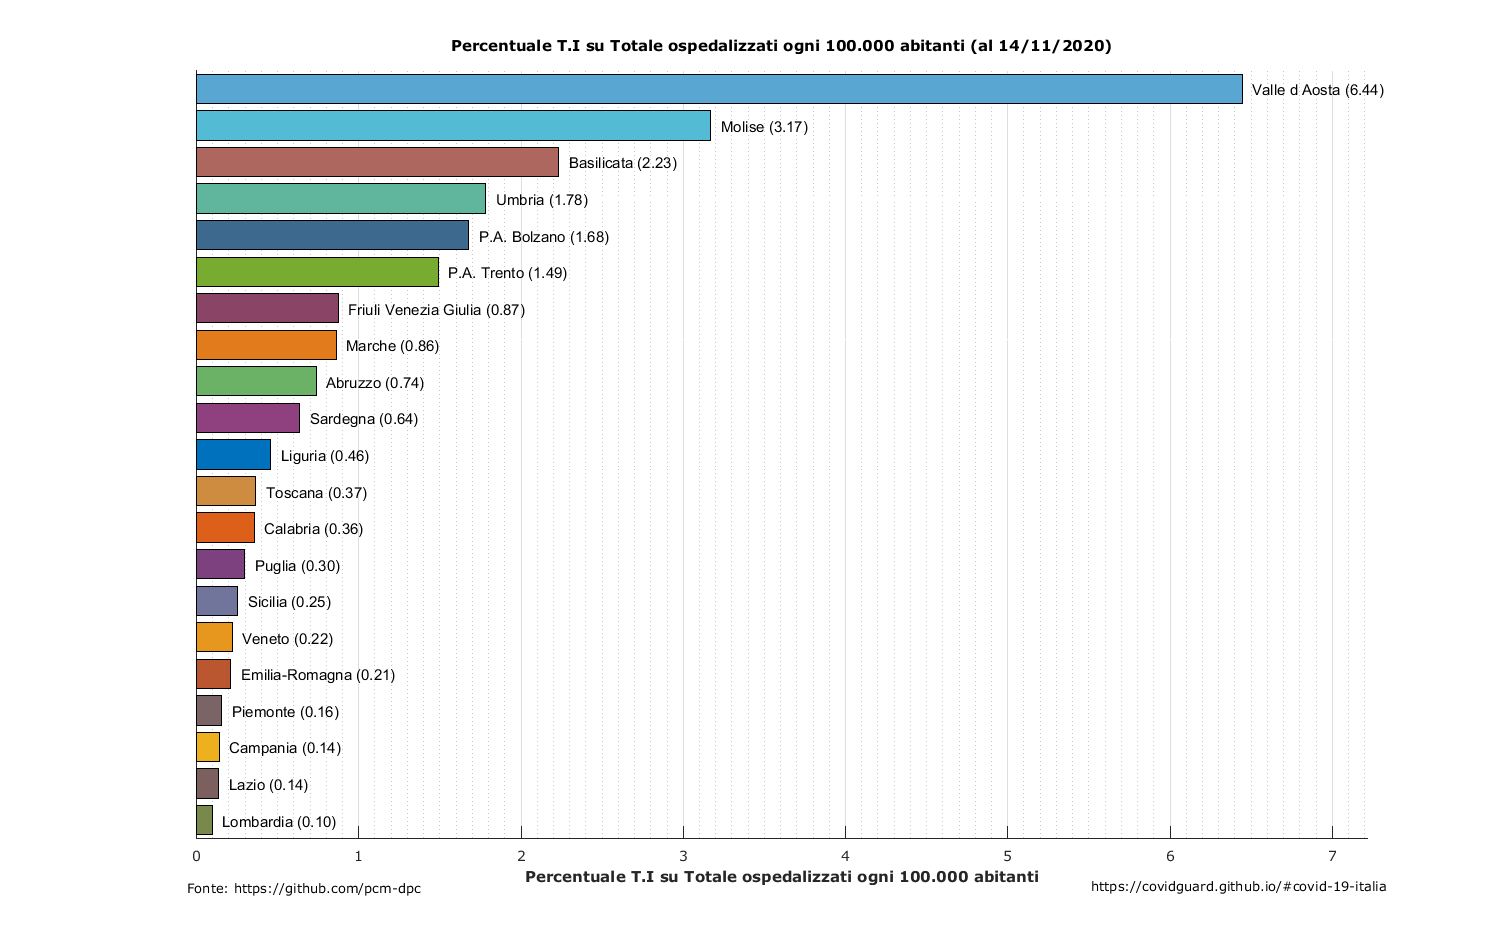 Percentuale T.I su Totale ospedalizzati ogni 100.000 abitanti (al 14/11/2020)
Valle d Aosta (6.44)
Molise (3.17)
Basilicata (2.23)
Umbria (1.78)
P.A. Bolzano (1.68)
P.A. Trento (1.49)
Friuli Venezia Giulia (0.87)
Marche (0.86)
Abruzzo (0.74)
Sardegna (0.64)
Liguria (0.46)
Toscana (0.37)
Calabria (0.36)
Puglia (0.30)
Sicilia (0.25)
Veneto (0.22)
Emilia-Romagna (0.21)
Piemonte (0.16)
Campania (0.14)
Lazio (0.14)
Lombardia (0.10)
0 1 2 3 4 5 6 7
Percentuale T.I su Totale ospedalizzati ogni 100.000 abitanti
Fonte: https://github.com/pcm-dpc
https://covidguard.github.io/#covid-19-italia